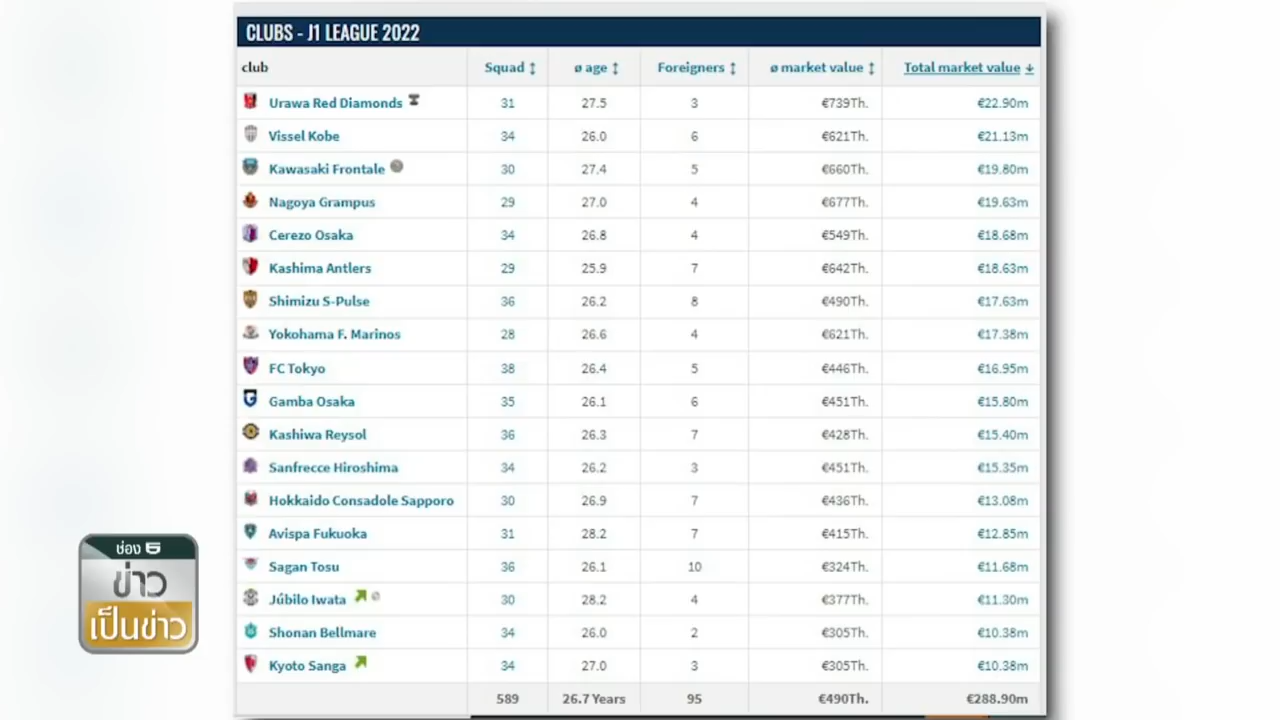 CLUBS - J1 LEAGUE 2022
club Squad ↕ ø age ↕ Foreigners ↕ ø market value ↕ Total market value ↓
Urawa Red Diamonds 31 27.5 3 €739Th. €22.90m
Vissel Kobe 34 26.0 6 €621Th. €21.13m
Kawasaki Frontale 30 27.4 5 €660Th. €19.80m
Nagoya Grampus 29 27.0 4 €677Th. €19.63m
Cerezo Osaka 34 26.8 4 €549Th. €18.68m
Kashima Antlers 29 25.9 7 €642Th. €18.63m
Shimizu S-Pulse 36 26.2 8 €490Th. €17.63m
Yokohama F. Marinos 28 26.6 4 €621Th. €17.38m
FC Tokyo 38 26.4 5 €446Th. €16.95m
Gamba Osaka 35 26.1 6 €451Th. €15.80m
Kashiwa Reysol 36 26.3 7 €428Th. €15.40m
Sanfrecce Hiroshima 34 26.2 3 €451Th. €15.35m
Hokkaido Consadole Sapporo 30 26.9 7 €436Th. €13.08m
Avispa Fukuoka 31 28.2 7 €415Th. €12.85m
Sagan Tosu 36 26.1 10 €324Th. €11.68m
Júbilo Iwata 30 28.2 4 €377Th. €11.30m
Shonan Bellmare 34 26.0 2 €305Th. €10.38m
Kyoto Sanga 34 27.0 3 €305Th. €10.38m
589 26.7 Years 95 €490Th. €288.90m
ช่อง 5
ข่าว
เป็นข่าว